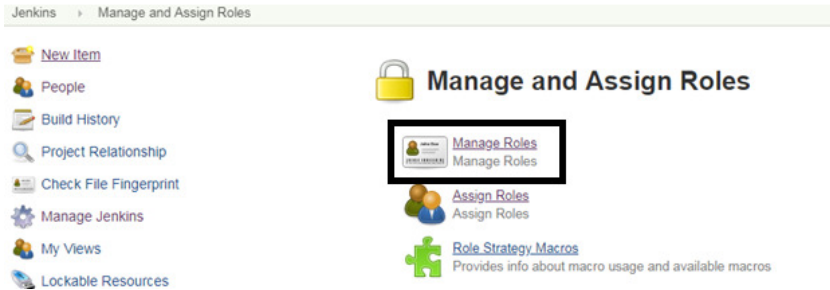 Jenkins › Manage and Assign Roles
New Item
People
Build History
Project Relationship
Check File Fingerprint
Manage Jenkins
My Views
Lockable Resources
Manage and Assign Roles
Manage Roles
Manage Roles
Assign Roles
Assign Roles
Role Strategy Macros
Provides info about macro usage and available macros